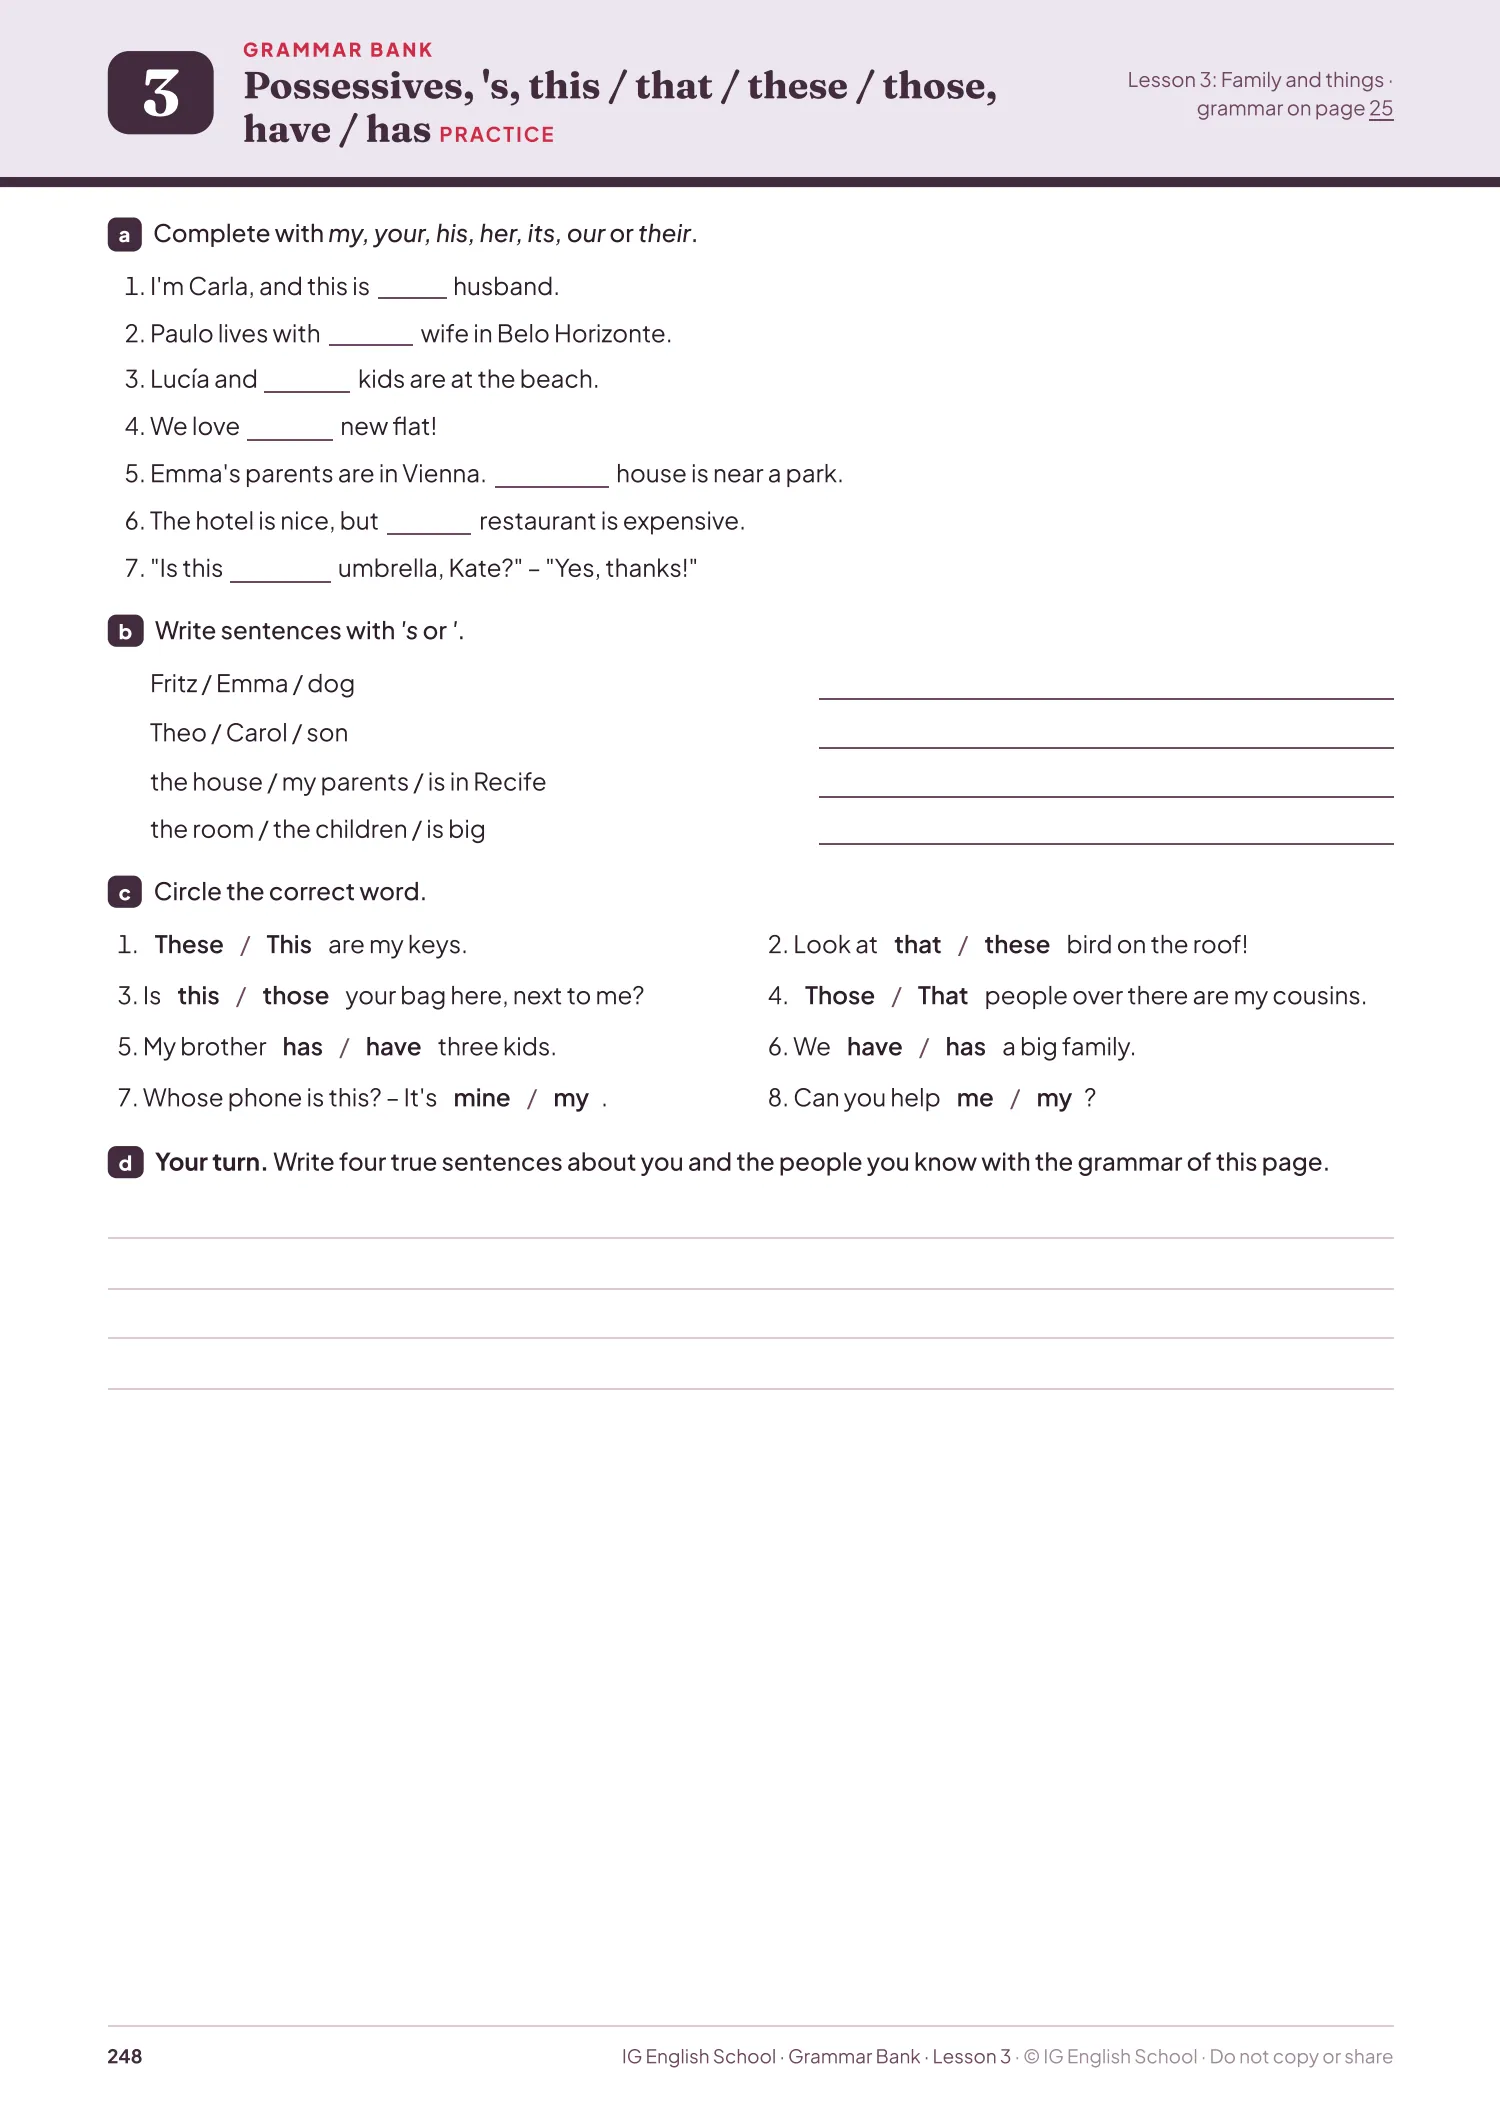 3
GRAMMAR BANK
Possessives, 's, this / that / these / those,
have / has PRACTICE
Lesson 3: Family and things ·
grammar on page 25
a Complete with my, your, his, her, its, our or their.
1. I'm Carla, and this is _____ husband.
2. Paulo lives with ______ wife in Belo Horizonte.
3. Lucía and ______ kids are at the beach.
4. We love ______ new flat!
5. Emma's parents are in Vienna. ________ house is near a park.
6. The hotel is nice, but ______ restaurant is expensive.
7. "Is this _______ umbrella, Kate?" – "Yes, thanks!"
b Write sentences with 's or '.
Fritz / Emma / dog
Theo / Carol / son
the house / my parents / is in Recife
the room / the children / is big
c Circle the correct word.
1. These / This are my keys.
2. Look at that / these bird on the roof!
3. Is this / those your bag here, next to me?
4. Those / That people over there are my cousins.
5. My brother has / have three kids.
6. We have / has a big family.
7. Whose phone is this? – It's mine / my .
8. Can you help me / my ?
d Your turn. Write four true sentences about you and the people you know with the grammar of this page.
248
IG English School · Grammar Bank · Lesson 3 · © IG English School · Do not copy or share